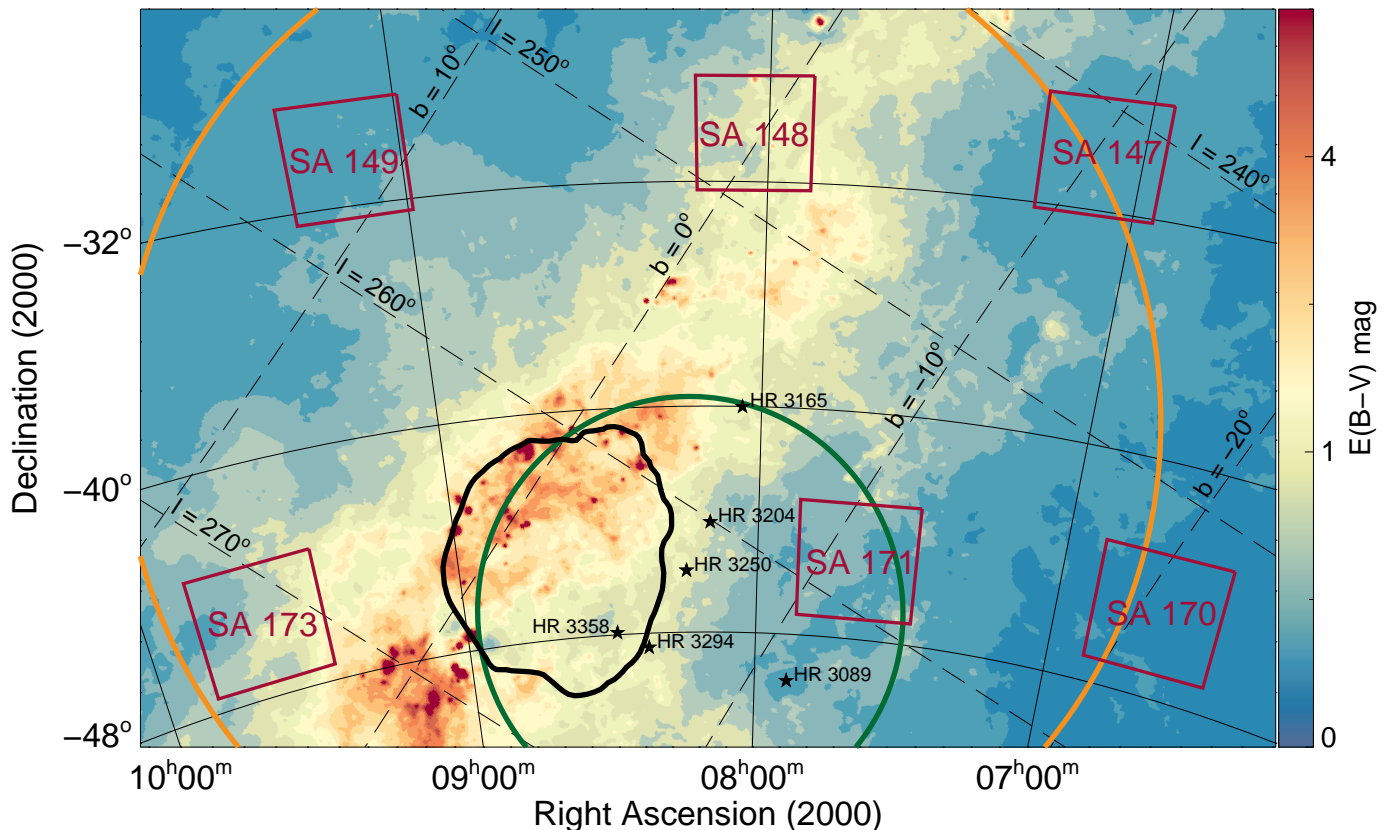 l = 250°
b = 10°
SA 149
SA 148
SA 147
l = 240°
4
−32°
b = 0°
l = 260°
E(B−V) mag
Declination (2000)
b = −10°
HR 3165
b = −20°
1
−40°
l = 270°
HR 3204
HR 3250
SA 171
SA 173
HR 3358
HR 3294
SA 170
HR 3089
−48°
0
10h00m
09h00m
08h00m
07h00m
Right Ascension (2000)